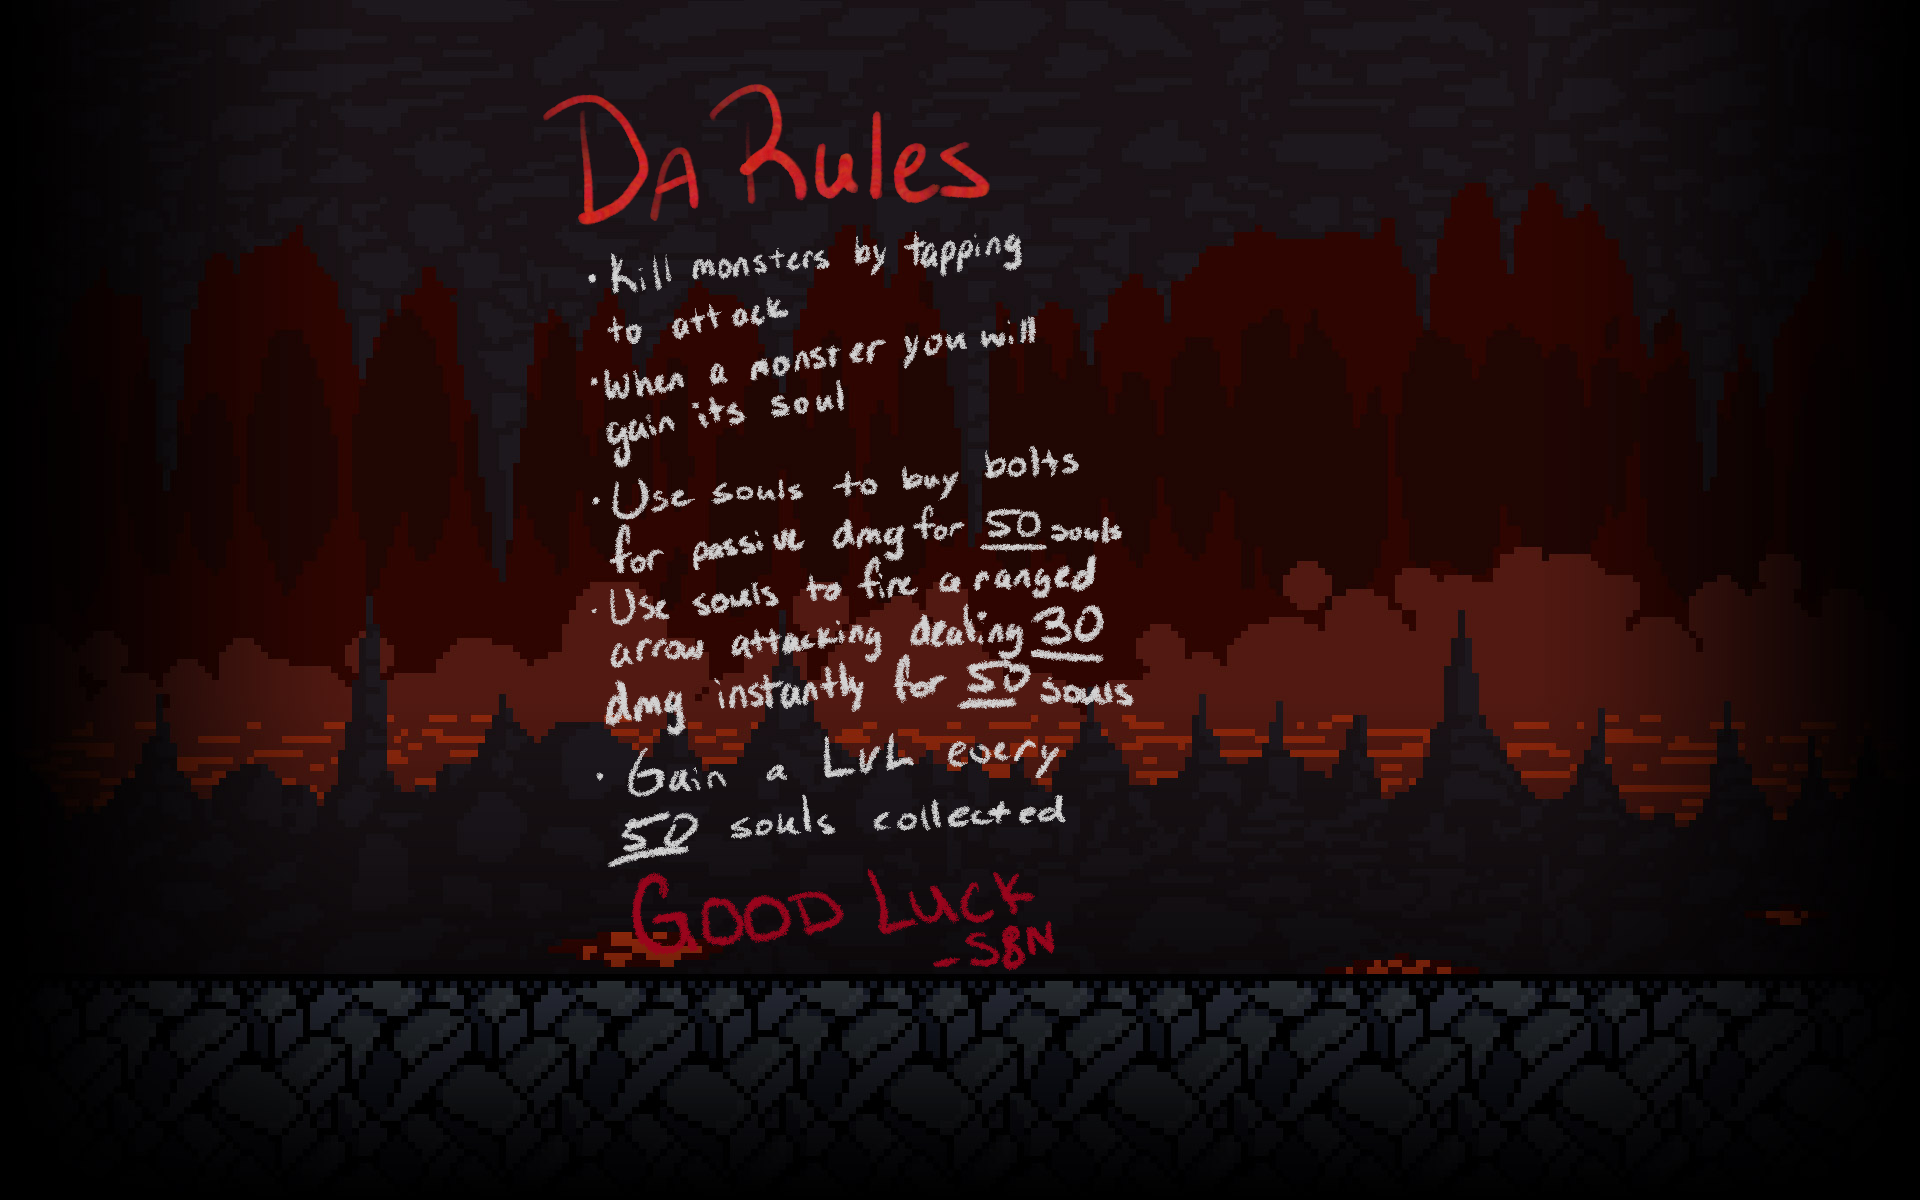 Da Rules
• Kill monsters by tapping
to attack
• When a monster you will
gain its soul
• Use souls to buy bolts
for passive dmg for 50 souls
• Use souls to fire a ranged
arrow attacking dealing 30
dmg instantly for 50 souls
• Gain a LvL every
50 souls collected
GOOD LUCK
- SBN